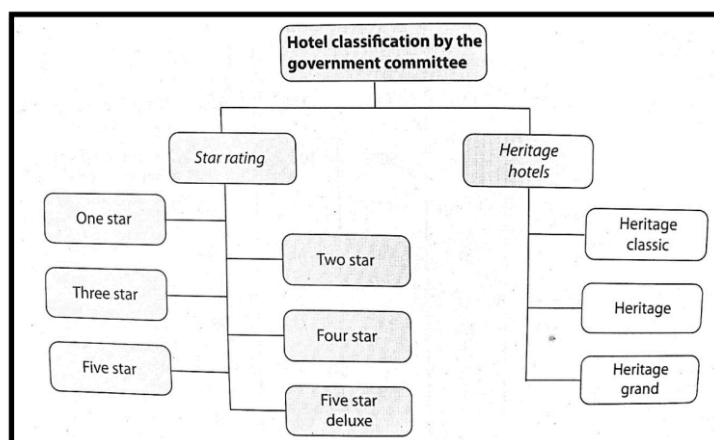 Hotel classification by the
government committee
Star rating
Heritage
hotels
One star
Two star
Three star
Four star
Five star
Five star
deluxe
Heritage
classic
Heritage
Heritage
grand